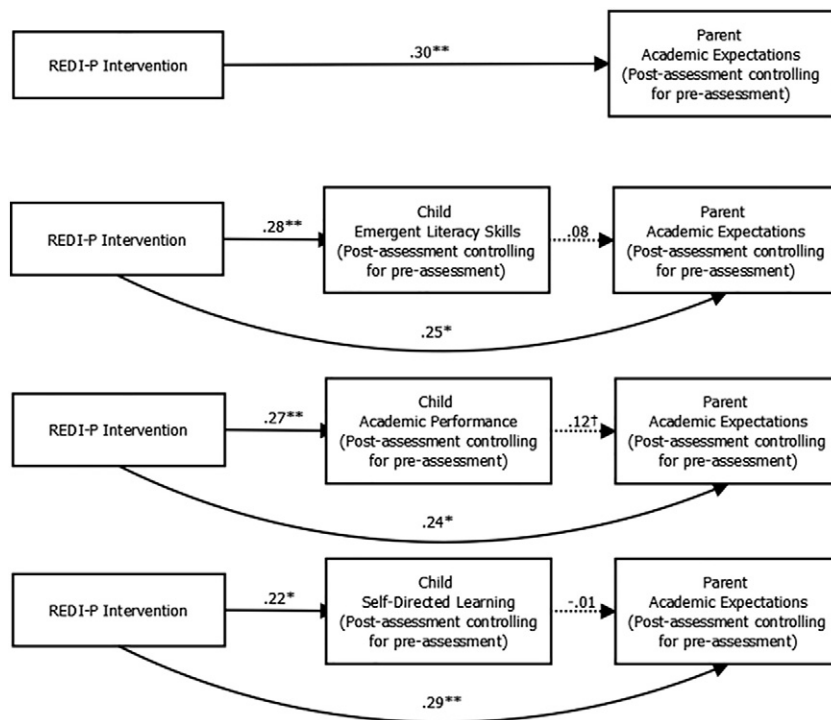 REDI-P Intervention
.30**
Parent
Academic Expectations
(Post-assessment controlling
for pre-assessment)
REDI-P Intervention
.28**
Child
Emergent Literacy Skills
(Post-assessment controlling
for pre-assessment)
.08
Parent
Academic Expectations
(Post-assessment controlling
for pre-assessment)
.25*
REDI-P Intervention
.27**
Child
Academic Performance
(Post-assessment controlling
for pre-assessment)
.12†
Parent
Academic Expectations
(Post-assessment controlling
for pre-assessment)
.24*
REDI-P Intervention
.22*
Child
Self-Directed Learning
(Post-assessment controlling
for pre-assessment)
-.01
Parent
Academic Expectations
(Post-assessment controlling
for pre-assessment)
.29**